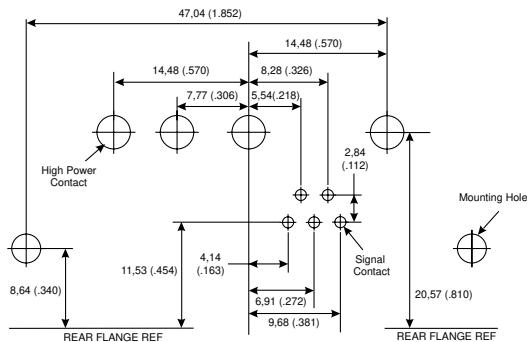 47,04 (1.852)
14,48 (.570)
14,48 (.570)
8,28 (.326)
7,77 (.306)
5,54(.218)
High Power
Contact
2,84
(.112)
Mounting Hole
Signal
Contact
4,14
(.163)
11,53 (.454)
8,64 (.340)
6,91 (.272)
20,57 (.810)
9,68 (.381)
REAR FLANGE REF
REAR FLANGE REF